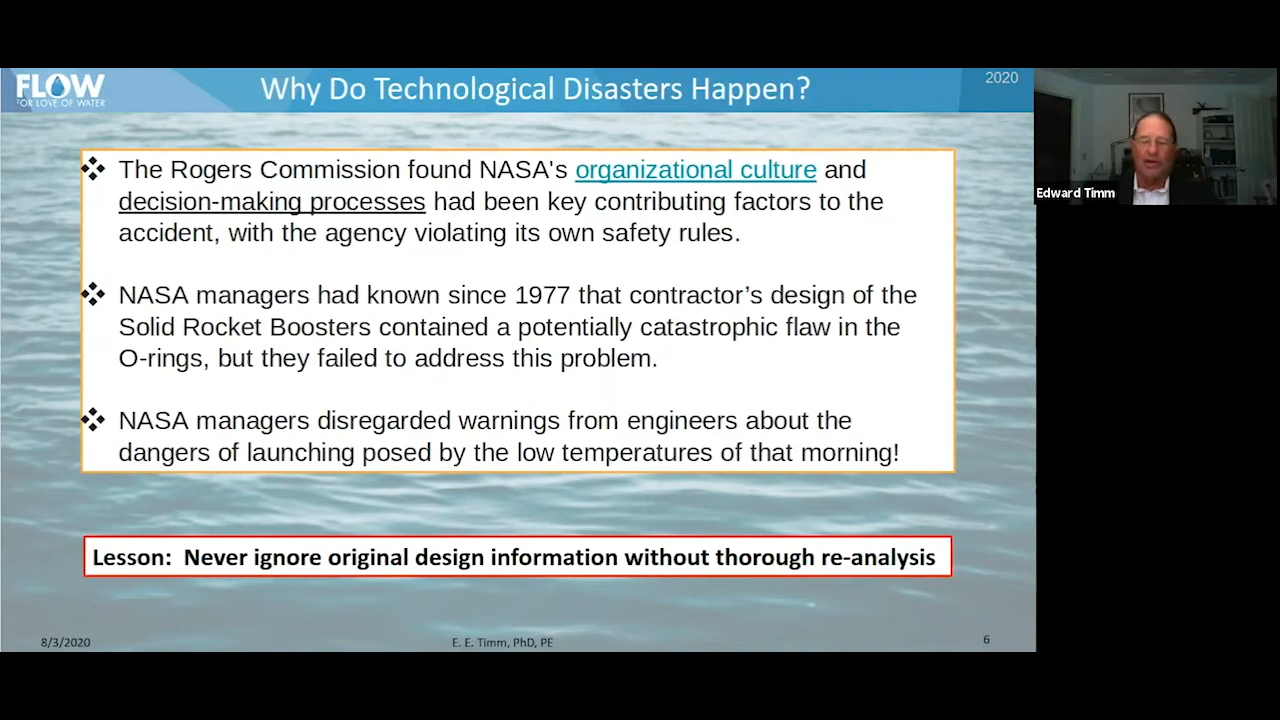 FLOW
FOR LOVE OF WATER
Why Do Technological Disasters Happen?
2020
❖ The Rogers Commission found NASA's organizational culture and
decision-making processes had been key contributing factors to the
accident, with the agency violating its own safety rules.
❖ NASA managers had known since 1977 that contractor’s design of the
Solid Rocket Boosters contained a potentially catastrophic flaw in the
O-rings, but they failed to address this problem.
❖ NASA managers disregarded warnings from engineers about the
dangers of launching posed by the low temperatures of that morning!
Lesson:  Never ignore original design information without thorough re-analysis
8/3/2020
E. E. Timm, PhD, PE
6
Edward Timm